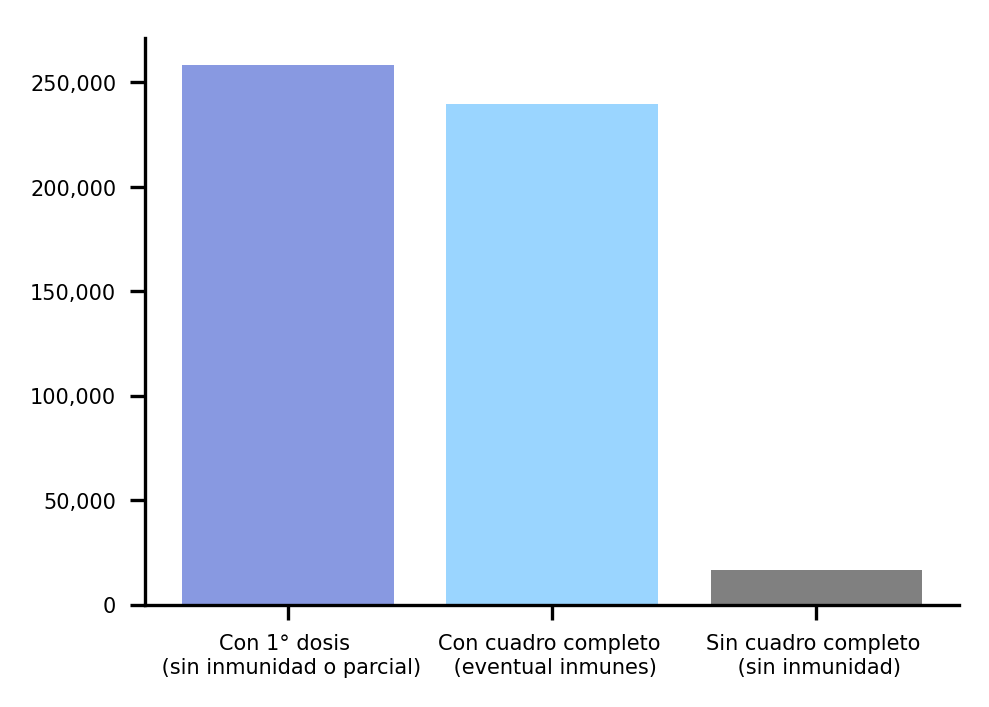 250,000
200,000
150,000
100,000
50,000
0
Con 1° dosis
(sin inmunidad o parcial)
Con cuadro completo
(eventual inmunes)
Sin cuadro completo
(sin inmunidad)